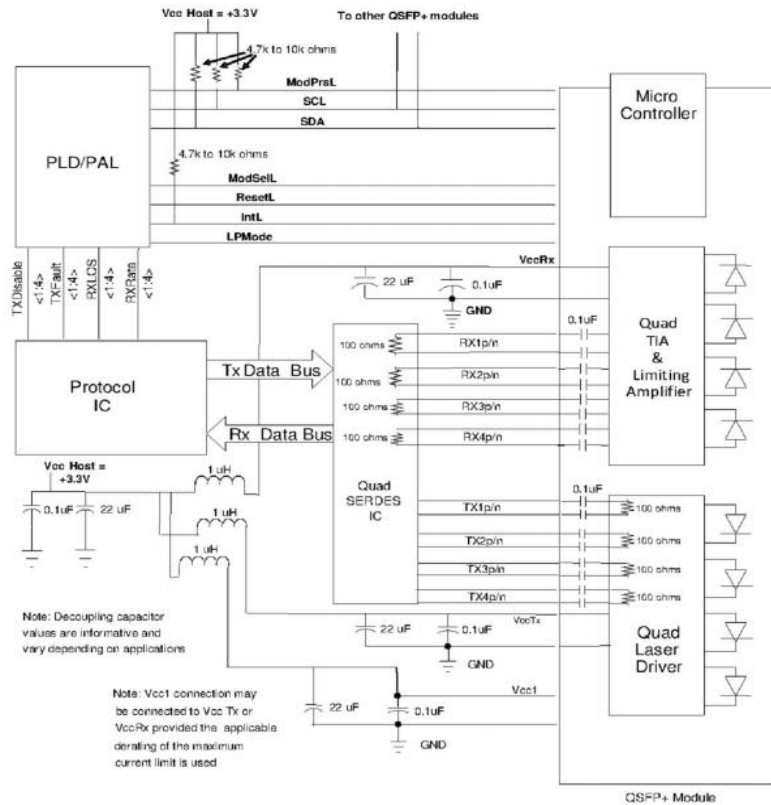 Vcc Host = +3.3V
To other QSFP+ modules
4.7k to 10k ohms
ModPrsL
SCL
SDA
PLD/PAL
4.7k to 10k ohms
ModSelL
ResetL
IntL
LPMode
Micro
Controller
TXDisable
<1:4>
TXFault
<1:4>
RXLOS
<1:4>
RXRate
<1:4>
VccRx
22 uF
0.1uF
GND
0.1uF
Quad
TIA
&
Limiting
Amplifier
100 ohms
RX1p/n
100 ohms
RX2p/n
100 ohms
RX3p/n
100 ohms
RX4p/n
Protocol
IC
Tx Data Bus
Rx Data Bus
Quad
SERDES
IC
Vcc Host =
+3.3V
0.1uF
22 uF
1 uH
1 uH
1 uH
0.1uF
TX1p/n
100 ohms
TX2p/n
100 ohms
TX3p/n
100 ohms
TX4p/n
100 ohms
Quad
Laser
Driver
VccTx
22 uF
0.1uF
GND
Note: Decoupling capacitor
values are informative and
vary depending on applications
Vcc1
22 uF
0.1uF
GND
Note: Vcc1 connection may
be connected to Vcc Tx or
VccRx provided the applicable
derating of the maximum
current limit is used
QSFP+ Module